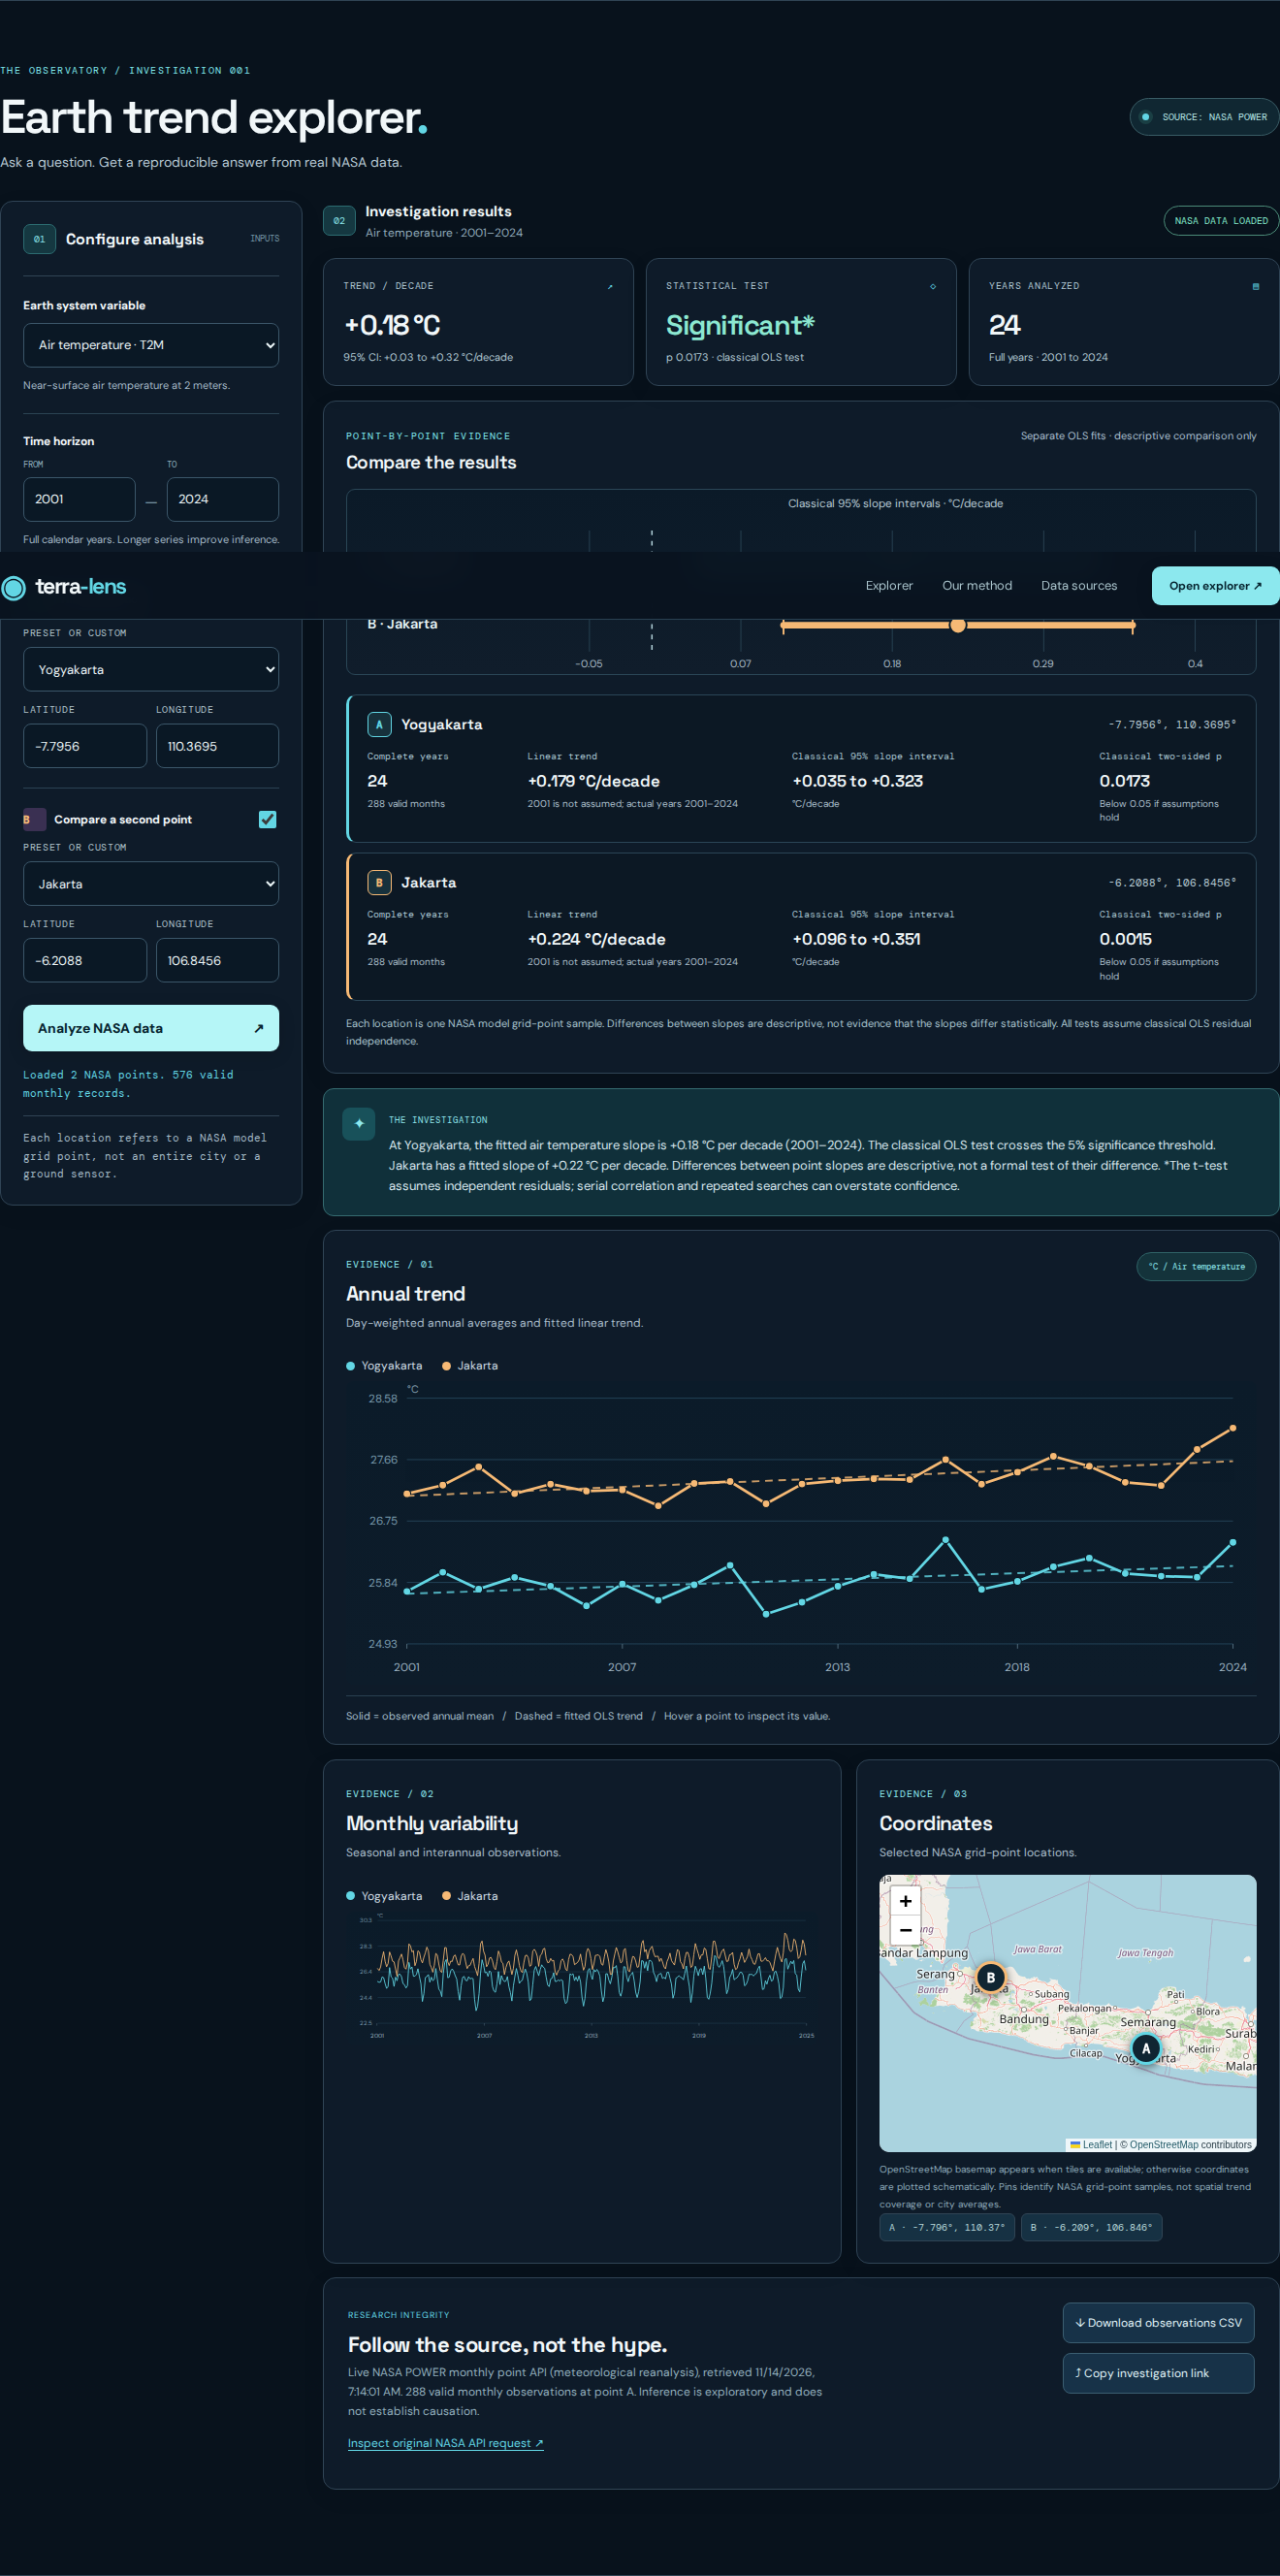 THE OBSERVATORY / INVESTIGATION 001
Earth trend explorer.
Ask a question. Get a reproducible answer from real NASA data.
SOURCE: NASA POWER
01 Configure analysis INPUTS
Earth system variable
Air temperature · T2M
Near-surface air temperature at 2 meters.
Time horizon
FROM TO
2001 — 2024
Full calendar years. Longer series improve inference.
terra-lens
Explorer Our method Data sources Open explorer ↗
PRESET OR CUSTOM
Yogyakarta
LATITUDE LONGITUDE
-7.7956 110.3695
B Compare a second point
PRESET OR CUSTOM
Jakarta
LATITUDE LONGITUDE
-6.2088 106.8456
Analyze NASA data ↗
Loaded 2 NASA points. 576 valid
monthly records.
Each location refers to a NASA model
grid point, not an entire city or a
ground sensor.
02 Investigation results
Air temperature · 2001–2024
NASA DATA LOADED
TREND / DECADE ↗
+0.18 °C
95% CI: +0.03 to +0.32 °C/decade
STATISTICAL TEST ◇
Significant*
p 0.0173 · classical OLS test
YEARS ANALYZED
24
Full years · 2001 to 2024
POINT-BY-POINT EVIDENCE
Compare the results
Separate OLS fits · descriptive comparison only
Classical 95% slope intervals · °C/decade
B · Jakarta
-0.05 0.07 0.18 0.29 0.4
A Yogyakarta -7.7956°, 110.3695°
Complete years Linear trend Classical 95% slope interval Classical two-sided p
24 +0.179 °C/decade +0.035 to +0.323 0.0173
288 valid months 2001 is not assumed; actual years 2001–2024 °C/decade Below 0.05 if assumptions
hold
B Jakarta -6.2088°, 106.8456°
Complete years Linear trend Classical 95% slope interval Classical two-sided p
24 +0.224 °C/decade +0.096 to +0.351 0.0015
288 valid months 2001 is not assumed; actual years 2001–2024 °C/decade Below 0.05 if assumptions
hold
Each location is one NASA model grid-point sample. Differences between slopes are descriptive, not evidence that the slopes differ statistically. All tests assume classical OLS residual
independence.
✦ THE INVESTIGATION
At Yogyakarta, the fitted air temperature slope is +0.18 °C per decade (2001–2024). The classical OLS test crosses the 5% significance threshold.
Jakarta has a fitted slope of +0.22 °C per decade. Differences between point slopes are descriptive, not a formal test of their difference. *The t-test
assumes independent residuals; serial correlation and repeated searches can overstate confidence.
EVIDENCE / 01
°C / Air temperature
Annual trend
Day-weighted annual averages and fitted linear trend.
Yogyakarta Jakarta
°C
28.58
27.66
26.75
25.84
24.93
2001 2007 2013 2018 2024
Solid = observed annual mean / Dashed = fitted OLS trend / Hover a point to inspect its value.
EVIDENCE / 02
Monthly variability
Seasonal and interannual observations.
Yogyakarta Jakarta
°C
30.3
28.3
26.4
24.4
22.5
2001 2007 2013 2019 2025
EVIDENCE / 03
Coordinates
Selected NASA grid-point locations.
+
−
Jawa Barat
Jawa Tengah
Serang
Banten
B
Subang
Pekalongan
Pati
Blora
Bandung
Semarang
Banjar
Cilacap
A
Kediri
Leaflet | © OpenStreetMap contributors
OpenStreetMap basemap appears when tiles are available; otherwise coordinates
are plotted schematically. Pins identify NASA grid-point samples, not spatial trend
coverage or city averages.
A · -7.796°, 110.37° B · -6.209°, 106.846°
RESEARCH INTEGRITY
Follow the source, not the hype.
Live NASA POWER monthly point API (meteorological reanalysis), retrieved 11/14/2026,
7:14:01 AM. 288 valid monthly observations at point A. Inference is exploratory and does
not establish causation.
Inspect original NASA API request ↗
↓ Download observations CSV
⤴ Copy investigation link